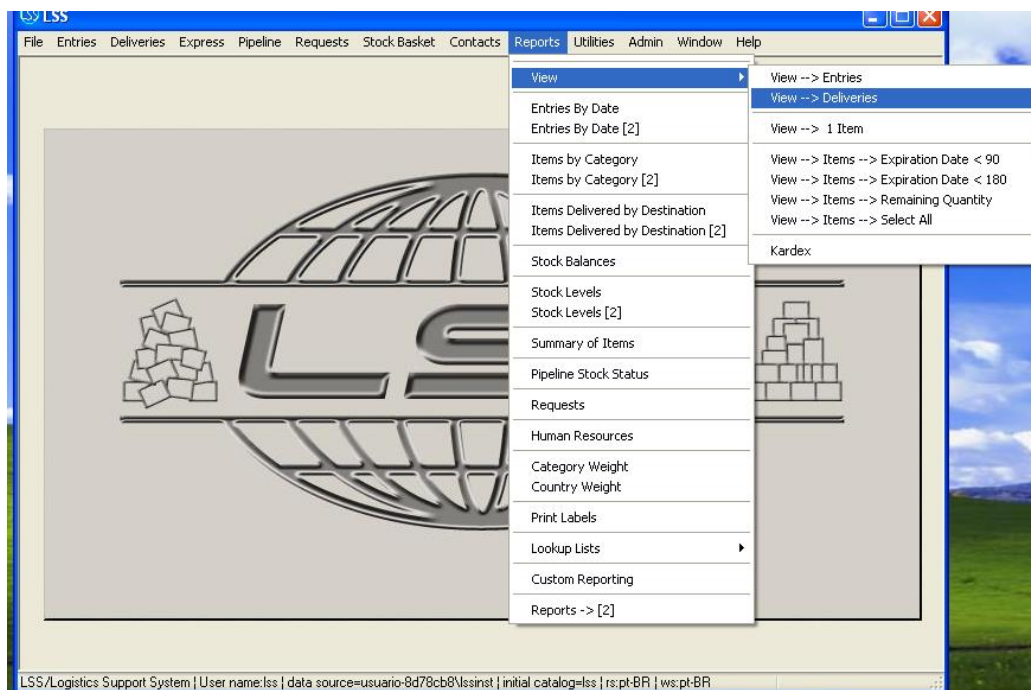 LSS
File Entries Deliveries Express Pipeline Requests Stock Basket Contacts Reports Utilities Admin Window Help
View
Entries By Date
Entries By Date [2]
Items by Category
Items by Category [2]
Items Delivered by Destination
Items Delivered by Destination [2]
Stock Balances
Stock Levels
Stock Levels [2]
Summary of Items
Pipeline Stock Status
Requests
Human Resources
Category Weight
Country Weight
Print Labels
Lookup Lists
Custom Reporting
Reports -> [2]
View --> Entries
View --> Deliveries
View --> 1 Item
View --> Items --> Expiration Date < 90
View --> Items --> Expiration Date < 180
View --> Items --> Remaining Quantity
View --> Items --> Select All
Kardex
LS
LSS/Logistics Support System ¦ User name:lss ¦ data source=usuario-8d78cb8\lssinst ¦ initial catalog=lss ¦ rs:pt-BR ¦ ws:pt-BR